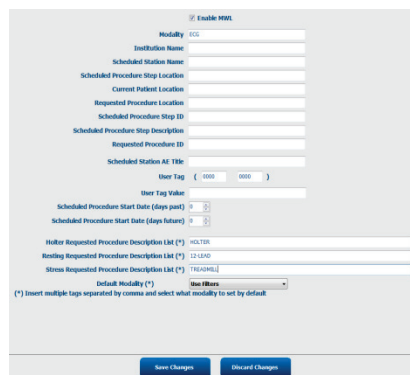 Enable MWL
Modality ECG
Institution Name
Scheduled Station Name
Scheduled Procedure Step Location
Current Patient Location
Requested Procedure Location
Scheduled Procedure Step ID
Scheduled Procedure Step Description
Requested Procedure ID
Scheduled Station AE Title
User Tag ( 0000 0000 )
User Tag Value
Scheduled Procedure Start Date (days past) 0
Scheduled Procedure Start Date (days future) 0
Holter Requested Procedure Description List (*) HOLTER
Resting Requested Procedure Description List (*) 12-LEAD
Stress Requested Procedure Description List (*) TREADMILL
Default Modality (*) Use Filters
(*) Insert multiple tags separated by comma and select what modality to set by default
Save Changes Discard Changes